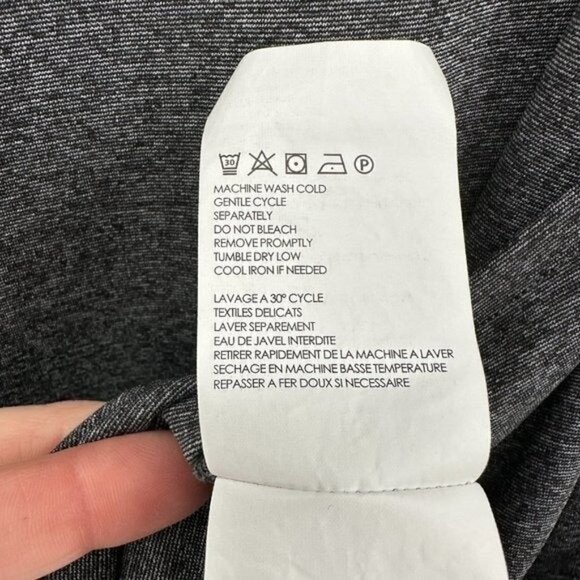 30 P
MACHINE WASH COLD
GENTLE CYCLE
SEPARATELY
DO NOT BLEACH
REMOVE PROMPTLY
TUMBLE DRY LOW
COOL IRON IF NEEDED
LAVAGE A 30° CYCLE
TEXTILES DELICATS
LAVER SEPAREMENT
EAU DE JAVEL INTERDITE
RETIRER RAPIDEMENT DE LA MACHINE A LAVER
SECHAGE EN MACHINE BASSE TEMPERATURE
REPASSER A FER DOUX SI NECESSAIRE